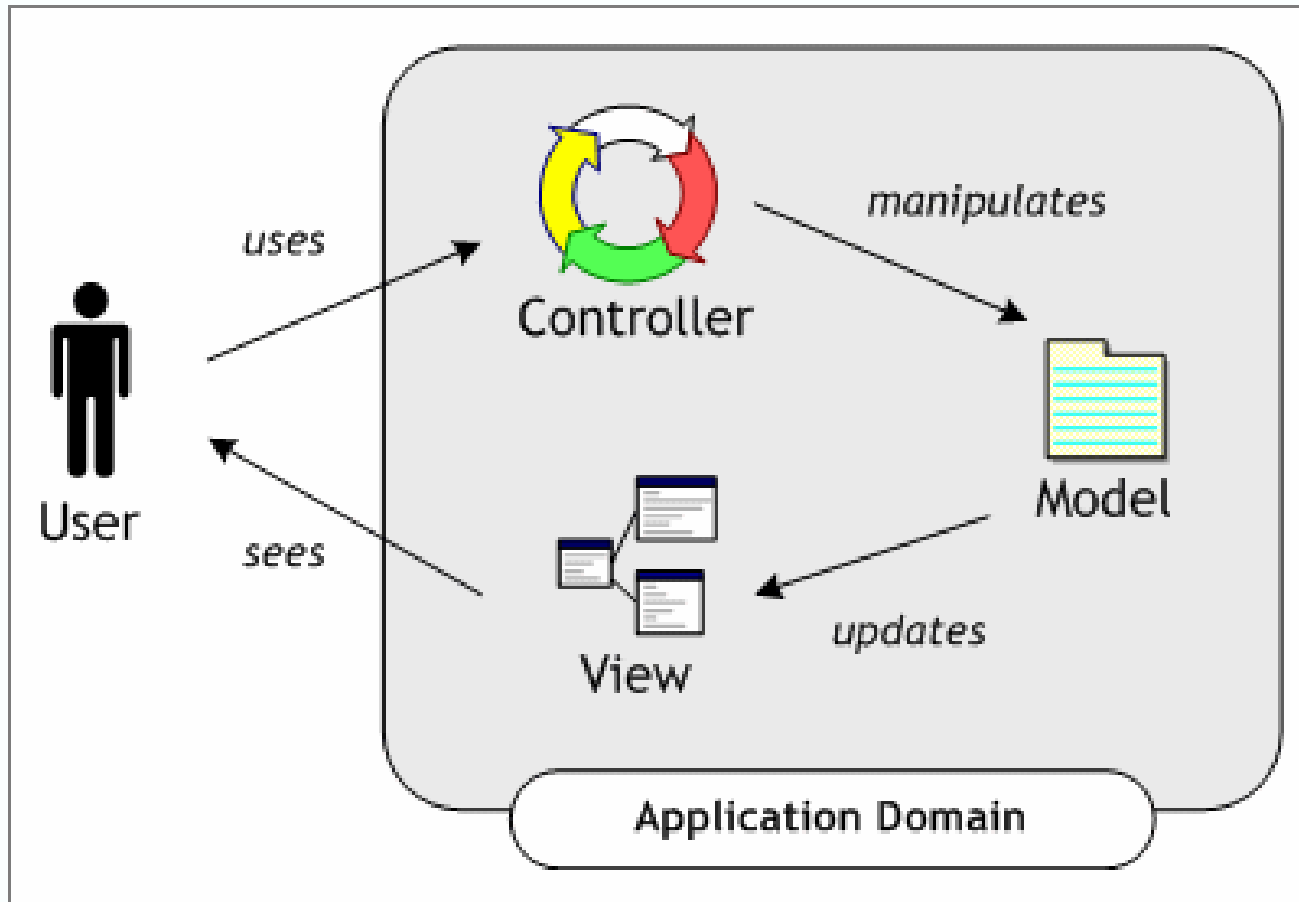 uses
manipulates
Controller
User
Model
sees
updates
View
Application Domain